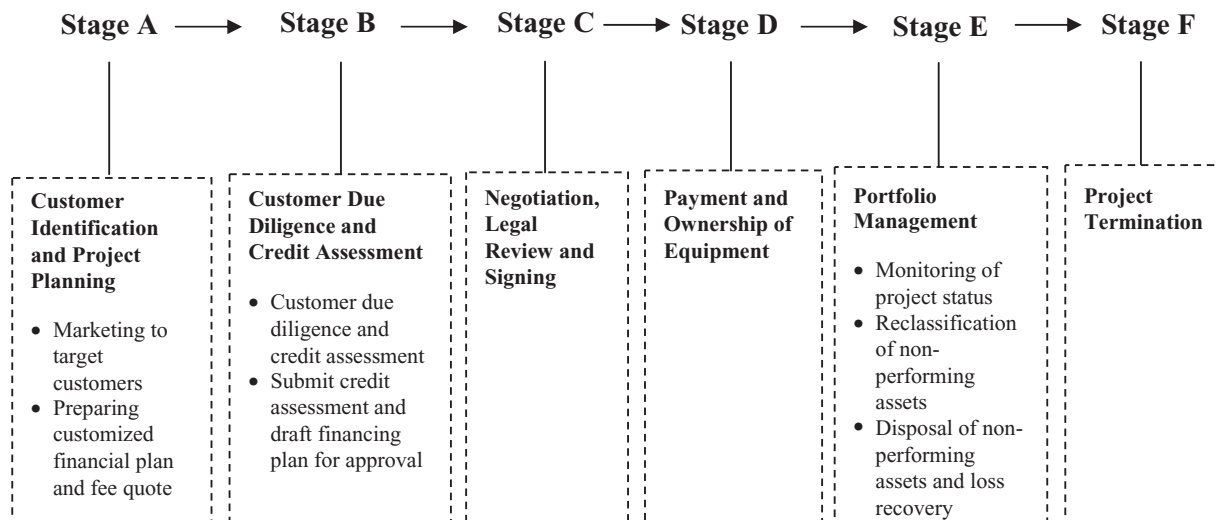 Stage A
Stage B
Stage C
Stage D
Stage E
Stage F
Customer
Identification
and Project
Planning
• Marketing to
target
customers
• Preparing
customized
financial plan
and fee quote
Customer Due
Diligence and
Credit Assessment
• Customer due
diligence and
credit assessment
• Submit credit
assessment and
draft financing
plan for approval
Negotiation,
Legal
Review and
Signing
Payment and
Ownership of
Equipment
Portfolio
Management
• Monitoring of
project status
• Reclassification
of non-
performing
assets
• Disposal of non-
performing
assets and loss
recovery
Project
Termination